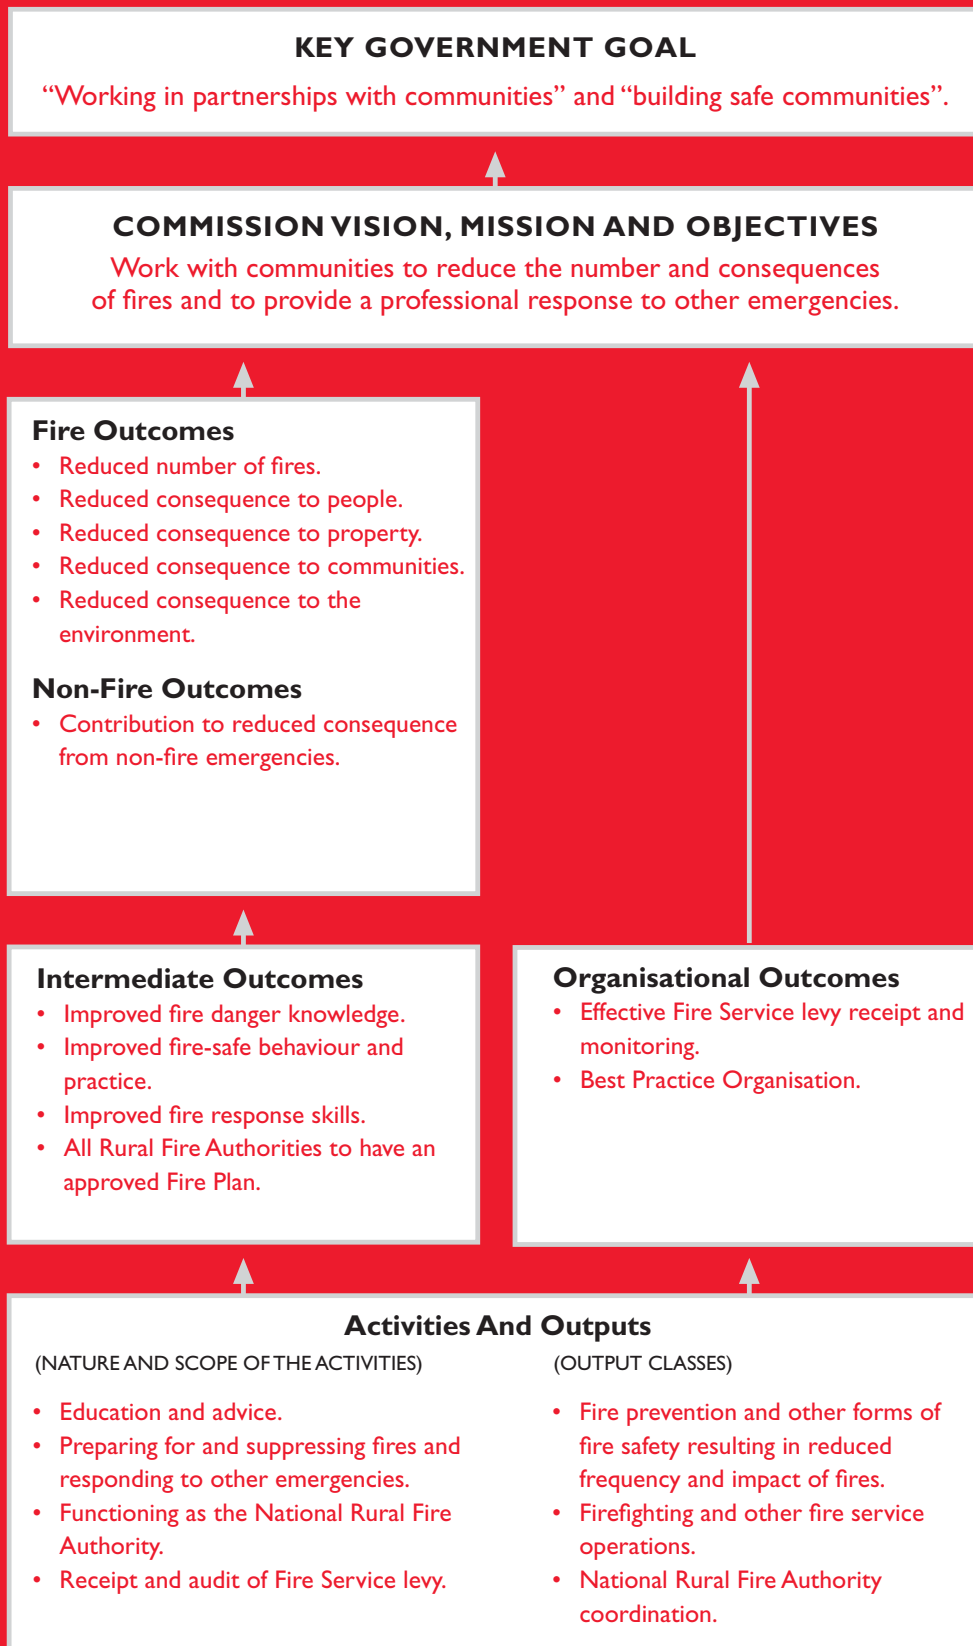 KEY GOVERNMENT GOAL
“Working in partnerships with communities” and “building safe communities”.
COMMISSION VISION, MISSION AND OBJECTIVES
Work with communities to reduce the number and consequences
of fires and to provide a professional response to other emergencies.
Fire Outcomes
• Reduced number of fires.
• Reduced consequence to people.
• Reduced consequence to property.
• Reduced consequence to communities.
• Reduced consequence to the
environment.
Non-Fire Outcomes
• Contribution to reduced consequence
from non-fire emergencies.
Intermediate Outcomes
• Improved fire danger knowledge.
• Improved fire-safe behaviour and
practice.
• Improved fire response skills.
• All Rural Fire Authorities to have an
approved Fire Plan.
Organisational Outcomes
• Effective Fire Service levy receipt and
monitoring.
• Best Practice Organisation.
Activities And Outputs
(NATURE AND SCOPE OF THE ACTIVITIES)
• Education and advice.
• Preparing for and suppressing fires and
responding to other emergencies.
• Functioning as the National Rural Fire
Authority.
• Receipt and audit of Fire Service levy.
(OUTPUT CLASSES)
• Fire prevention and other forms of
fire safety resulting in reduced
frequency and impact of fires.
• Firefighting and other fire service
operations.
• National Rural Fire Authority
coordination.